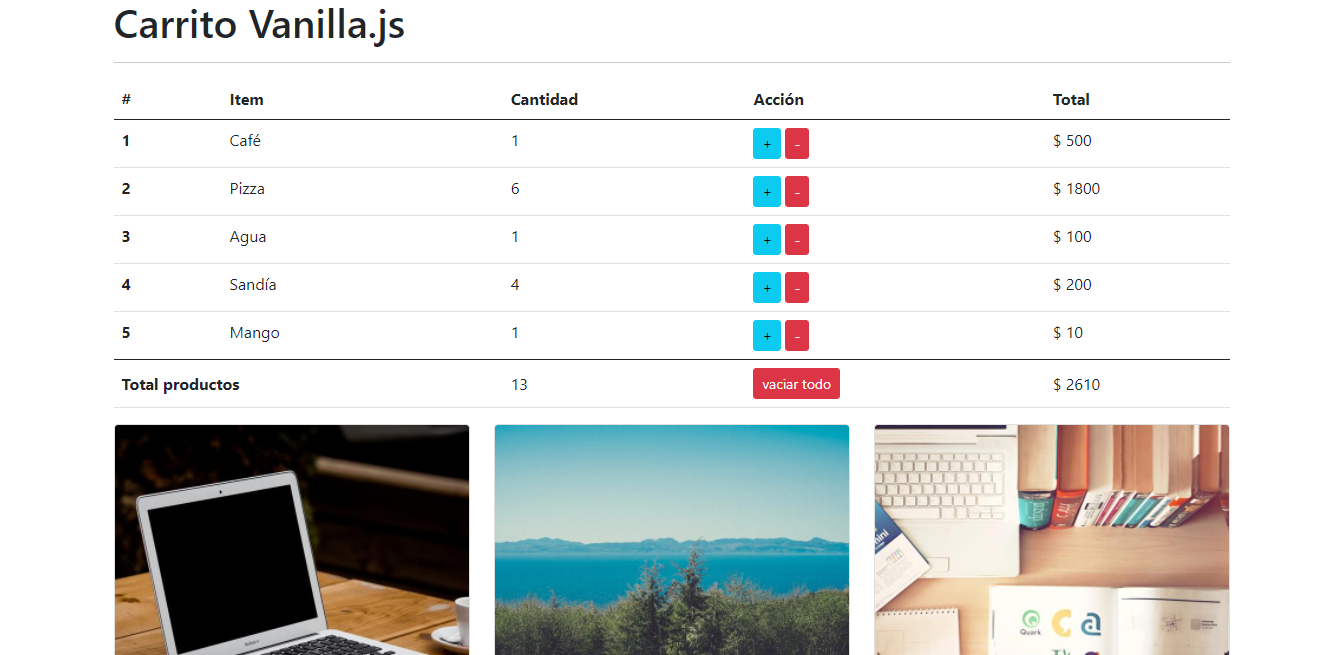 Carrito Vanilla.js
# Item Cantidad Acción Total
1 Café 1 + - $ 500
2 Pizza 6 + - $ 1800
3 Agua 1 + - $ 100
4 Sandía 4 + - $ 200
5 Mango 1 + - $ 10
Total productos 13 vaciar todo $ 2610
Quark